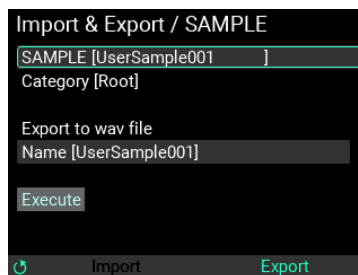 Import & Export / SAMPLE
SAMPLE [UserSample001 ]
Category [Root]
Export to wav file
Name [UserSample001]
Execute
Import Export